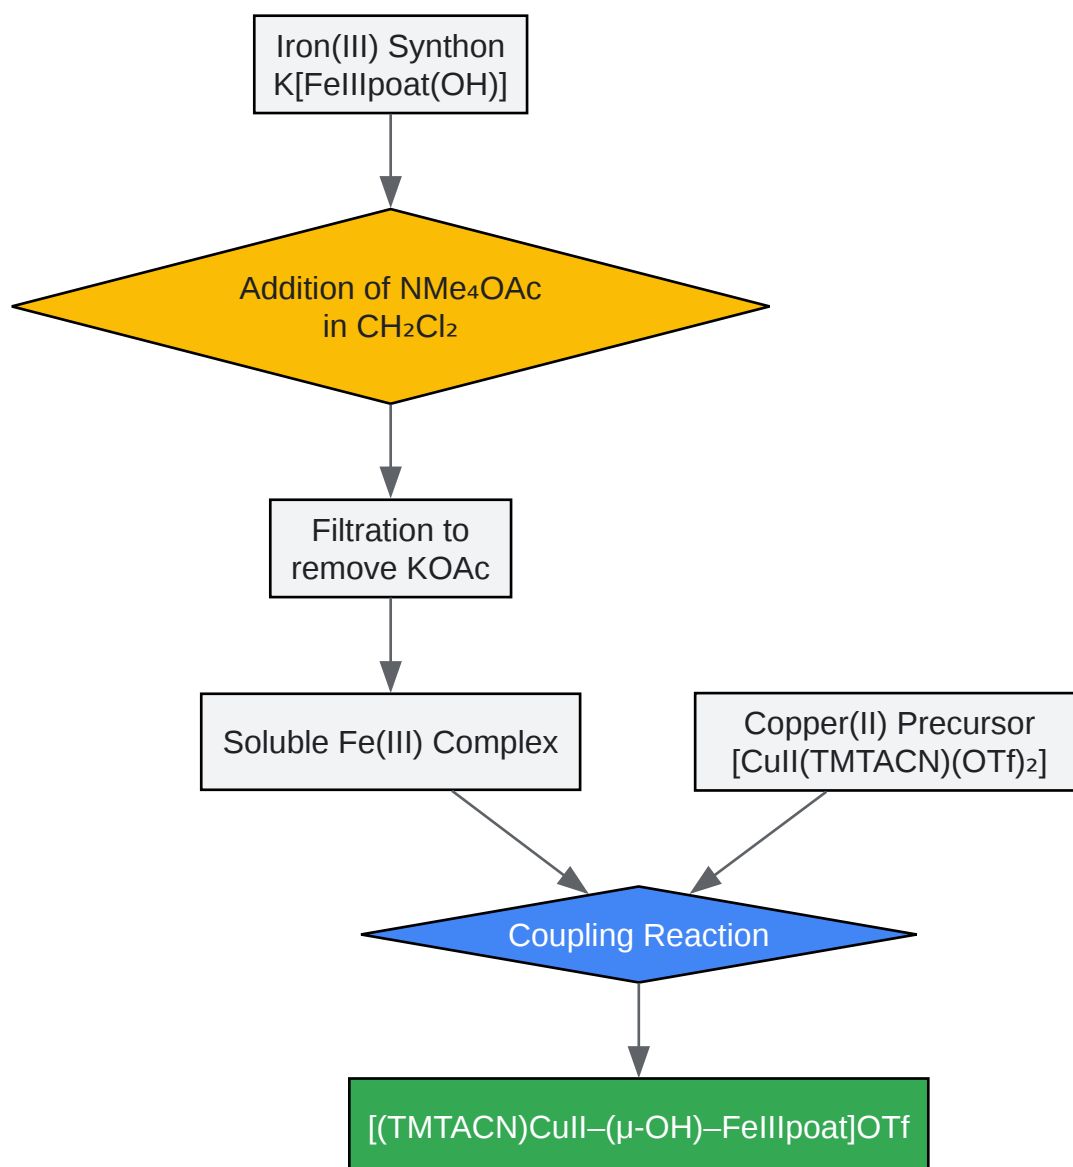 Iron(III) Synthon
K[FeIIIpoat(OH)]
Addition of NMe₄OAc
in CH₂Cl₂
Filtration to
remove KOAc
Soluble Fe(III) Complex
Copper(II) Precursor
[CuII(TMTACN)(OTf)₂]
Coupling Reaction
[(TMTACN)CuII–(μ-OH)–FeIIIpoat]OTf